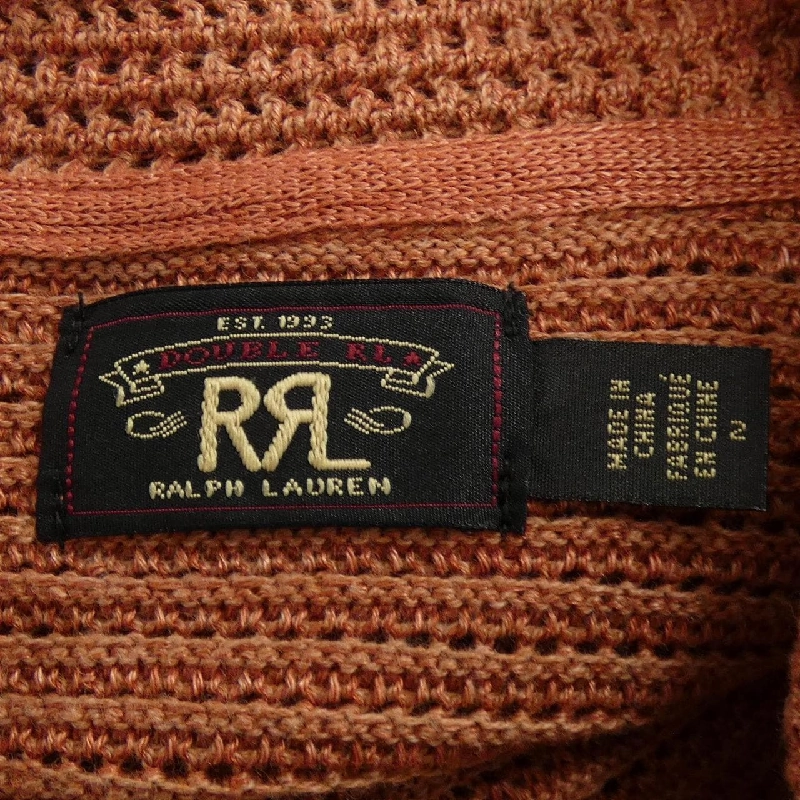 EST. 1993
DOUBLE RL
RRL
RALPH LAUREN
MADE IN
CHINA
FABRIQUÉ
EN CHINE
2